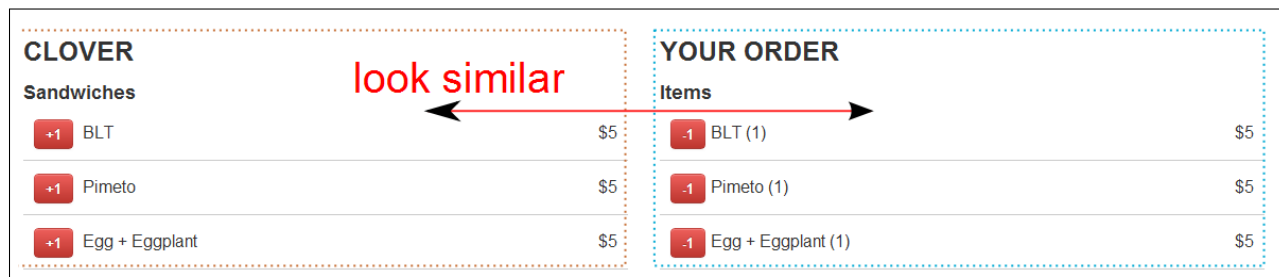 CLOVER
Sandwiches
+1 BLT $5
+1 Pimeto $5
+1 Egg + Eggplant $5
look similar
YOUR ORDER
Items
-1 BLT (1) $5
-1 Pimeto (1) $5
-1 Egg + Eggplant (1) $5